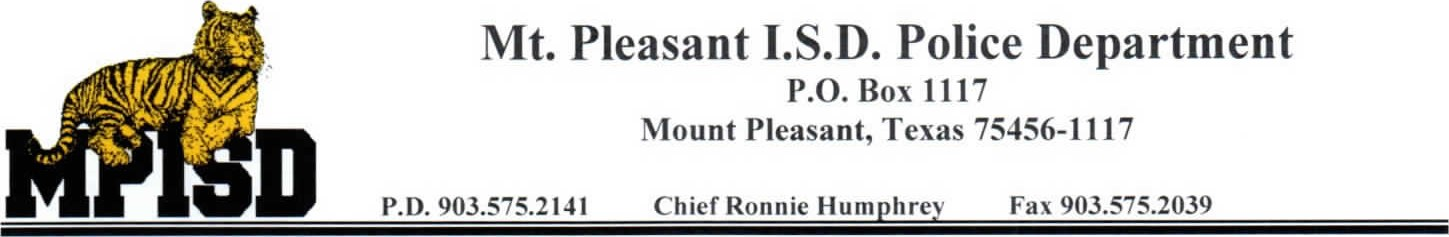 MPISD
Mt. Pleasant I.S.D. Police Department
P.O. Box 1117
Mount Pleasant, Texas 75456-1117
P.D. 903.575.2141 Chief Ronnie Humphrey Fax 903.575.2039